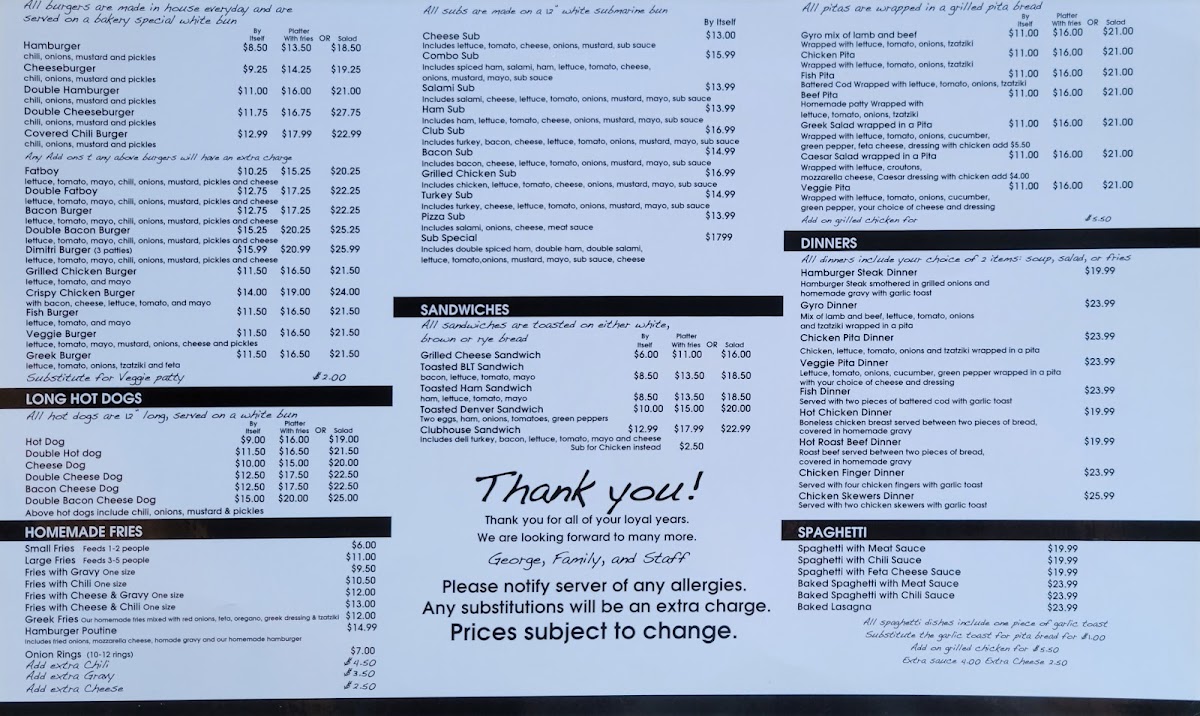 All burgers are made in house everyday and are
served on a bakery special white bun
By Itself Platter With fries OR Salad
Hamburger $8.50 $13.50 $18.50
chili, onions, mustard and pickles
Cheeseburger $9.25 $14.25 $19.25
chili, onions, mustard and pickles
Double Hamburger $11.00 $16.00 $21.00
chili, onions, mustard and pickles
Double Cheeseburger $11.75 $16.75 $27.75
chili, onions, mustard and pickles
Covered Chili Burger $12.99 $17.99 $22.99
chili, onions, mustard and pickles
Any Add ons t any above burgers will have an extra charge
Fatboy $10.25 $15.25 $20.25
lettuce, tomato, mayo, chili, onions, mustard, pickles and cheese
Double Fatboy $12.75 $17.25 $22.25
lettuce, tomato, mayo, chili, onions, mustard, pickles and cheese
Bacon Burger $12.75 $17.25 $22.25
lettuce, tomato, mayo, chili, onions, mustard, pickles and cheese
Double Bacon Burger $15.25 $20.25 $25.25
lettuce, tomato, mayo, chili, onions, mustard, pickles and cheese
Dimitri Burger (3 patties) $15.99 $20.99 $25.99
lettuce, tomato, mayo, chili, onions, mustard, pickles and cheese
Grilled Chicken Burger $11.50 $16.50 $21.50
lettuce, tomato, and mayo
Crispy Chicken Burger $14.00 $19.00 $24.00
with bacon, cheese, lettuce, tomato, and mayo
Fish Burger $11.50 $16.50 $21.50
lettuce, tomato, and mayo
Veggie Burger $11.50 $16.50 $21.50
lettuce, tomato, mayo, mustard, onions, cheese and pickles
Greek Burger $11.50 $16.50 $21.50
lettuce, tomato, onions, tzatziki and feta
Substitute for Veggie patty $2.00
LONG HOT DOGS
All hot dogs are 12" long, served on a white bun
By Itself Platter With fries OR Salad
Hot Dog $9.00 $16.00 $19.00
Double Hot dog $11.50 $16.50 $21.50
Cheese Dog $10.00 $15.00 $20.00
Double Cheese Dog $12.50 $17.50 $22.50
Bacon Cheese Dog $12.50 $17.50 $22.50
Double Bacon Cheese Dog $15.00 $20.00 $25.00
Above hot dogs include chili, onions, mustard & pickles
HOMEMADE FRIES
Small Fries Feeds 1-2 people $6.00
Large Fries Feeds 3-5 people $11.00
Fries with Gravy One size $9.50
Fries with Chili One size $10.50
Fries with Cheese & Gravy One size $12.00
Fries with Cheese & Chili One size $13.00
Greek Fries Our homemade fries mixed with red onions, feta, oregano, greek dressing & tzatziki $12.00
Hamburger Poutine $14.99
Includes fried onions, mozzarella cheese, homade gravy and our homemade hamburger
Onion Rings (10-12 rings) $7.00
Add extra Chili $4.50
Add extra Gravy $3.50
Add extra Cheese $2.50
All subs are made on a 12" white submarine bun
By Itself
Cheese Sub $13.00
Includes lettuce, tomato, cheese, onions, mustard, sub sauce
Combo Sub $15.99
Includes spiced ham, salami, ham, lettuce, tomato, cheese,
onions, mustard, mayo, sub sauce
Salami Sub $13.99
Includes salami, cheese, lettuce, tomato, onions, mustard, mayo, sub sauce
Ham Sub $13.99
Includes ham, lettuce, tomato, cheese, onions, mustard, mayo, sub sauce
Club Sub $16.99
Includes turkey, bacon, cheese, lettuce, tomato, onions, mustard, mayo, sub sauce
Bacon Sub $14.99
Includes bacon, cheese, lettuce, tomato, onions, mustard, mayo, sub sauce
Grilled Chicken Sub $16.99
Includes chicken, lettuce, tomato, cheese, onions, mustard, mayo, sub sauce
Turkey Sub $14.99
Includes turkey, cheese, lettuce, tomato, onions, mustard, mayo, sub sauce
Pizza Sub $13.99
Includes salami, onions, cheese, meat sauce
Sub Special $1799
Includes double spiced ham, double ham, double salami,
lettuce, tomato,onions, mustard, mayo, sub sauce, cheese
SANDWICHES
All sandwiches are toasted on either white,
brown or rye bread
By Itself Platter With fries OR Salad
Grilled Cheese Sandwich $6.00 $11.00 $16.00
Toasted BLT Sandwich
bacon, lettuce, tomato, mayo $8.50 $13.50 $18.50
Toasted Ham Sandwich
ham, lettuce, tomato, mayo $8.50 $13.50 $18.50
Toasted Denver Sandwich $10.00 $15.00 $20.00
Two eggs, ham, onions, tomatoes, green peppers
Clubhouse Sandwich $12.99 $17.99 $22.99
Includes deli turkey, bacon, lettuce, tomato, mayo and cheese
Sub for Chicken instead $2.50
Thank you!
Thank you for all of your loyal years.
We are looking forward to many more.
George, Family, and Staff
Please notify server of any allergies.
Any substitutions will be an extra charge.
Prices subject to change.
All pitas are wrapped in a grilled pita bread
By Itself Platter With fries OR Salad
Gyro mix of lamb and beef $11.00 $16.00 $21.00
Wrapped with lettuce, tomato, onions, tzatziki
Chicken Pita $11.00 $16.00 $21.00
Wrapped with lettuce, tomato, onions, tzatziki
Fish Pita $11.00 $16.00 $21.00
Battered Cod Wrapped with lettuce, tomato, onions, tzatziki
Beef Pita $11.00 $16.00 $21.00
Homemade patty Wrapped with
lettuce, tomato, onions, tzatziki
Greek Salad wrapped in a Pita $11.00 $16.00 $21.00
Wrapped with lettuce, tomato, onions, cucumber,
green pepper, feta cheese, dressing with chicken add $5.50
Caesar Salad wrapped in a Pita $11.00 $16.00 $21.00
Wrapped with lettuce, croutons,
mozzarella cheese, Caesar dressing with chicken add $4.00
Veggie Pita $11.00 $16.00 $21.00
Wrapped with lettuce, tomato, onions, cucumber,
green pepper, your choice of cheese and dressing
Add on grilled chicken for $5.50
DINNERS
All dinners include your choice of 2 items: soup, salad, or fries
Hamburger Steak Dinner $19.99
Hamburger Steak smothered in grilled onions and
homemade gravy with garlic toast
Gyro Dinner $23.99
Mix of lamb and beef, lettuce, tomato, onions
and tzatziki wrapped in a pita
Chicken Pita Dinner $23.99
Chicken, lettuce, tomato, onions and tzatziki wrapped in a pita
Veggie Pita Dinner $23.99
Lettuce, tomato, onions, cucumber, green pepper wrapped in a pita
with your choice of cheese and dressing
Fish Dinner $23.99
Served with two pieces of battered cod with garlic toast
Hot Chicken Dinner $19.99
Boneless chicken breast served between two pieces of bread,
covered in homemade gravy
Hot Roast Beef Dinner $19.99
Roast beef served between two pieces of bread,
covered in homemade gravy
Chicken Finger Dinner $23.99
Served with four chicken fingers with garlic toast
Chicken Skewers Dinner $25.99
Served with two chicken skewers with garlic toast
SPAGHETTI
Spaghetti with Meat Sauce $19.99
Spaghetti with Chili Sauce $19.99
Spaghetti with Feta Cheese Sauce $19.99
Baked Spaghetti with Meat Sauce $23.99
Baked Spaghetti with Chili Sauce $23.99
Baked Lasagna $23.99
All spaghetti dishes include one piece of garlic toast
Substitute the garlic toast for pita bread for $1.00
Add on grilled chicken for $5.50
Extra sauce 4.00 Extra Cheese 2.50